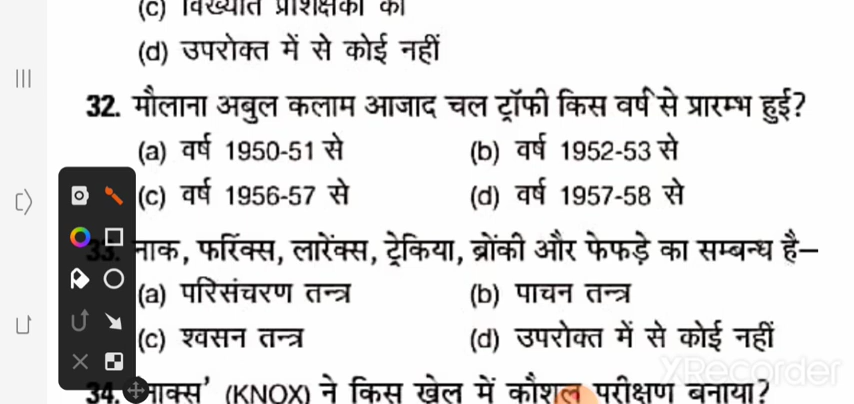 (c) विख्यात प्रशिक्षकों को
(d) उपरोक्त में से कोई नहीं
32. मौलाना अबुल कलाम आजाद चल ट्रॉफी किस वर्ष से प्रारम्भ हुई?
(a) वर्ष 1950-51 से (b) वर्ष 1952-53 से
(c) वर्ष 1956-57 से (d) वर्ष 1957-58 से
33. नाक, फरिंक्स, लारेंक्स, ट्रेकिया, ब्रोंकी और फेफड़े का सम्बन्ध है–
(a) परिसंचरण तन्त्र (b) पाचन तन्त्र
(c) श्वसन तन्त्र (d) उपरोक्त में से कोई नहीं
XRecorder
34. नाक्स' (KNOX) ने किस खेल में कौशल परीक्षण बनाया?